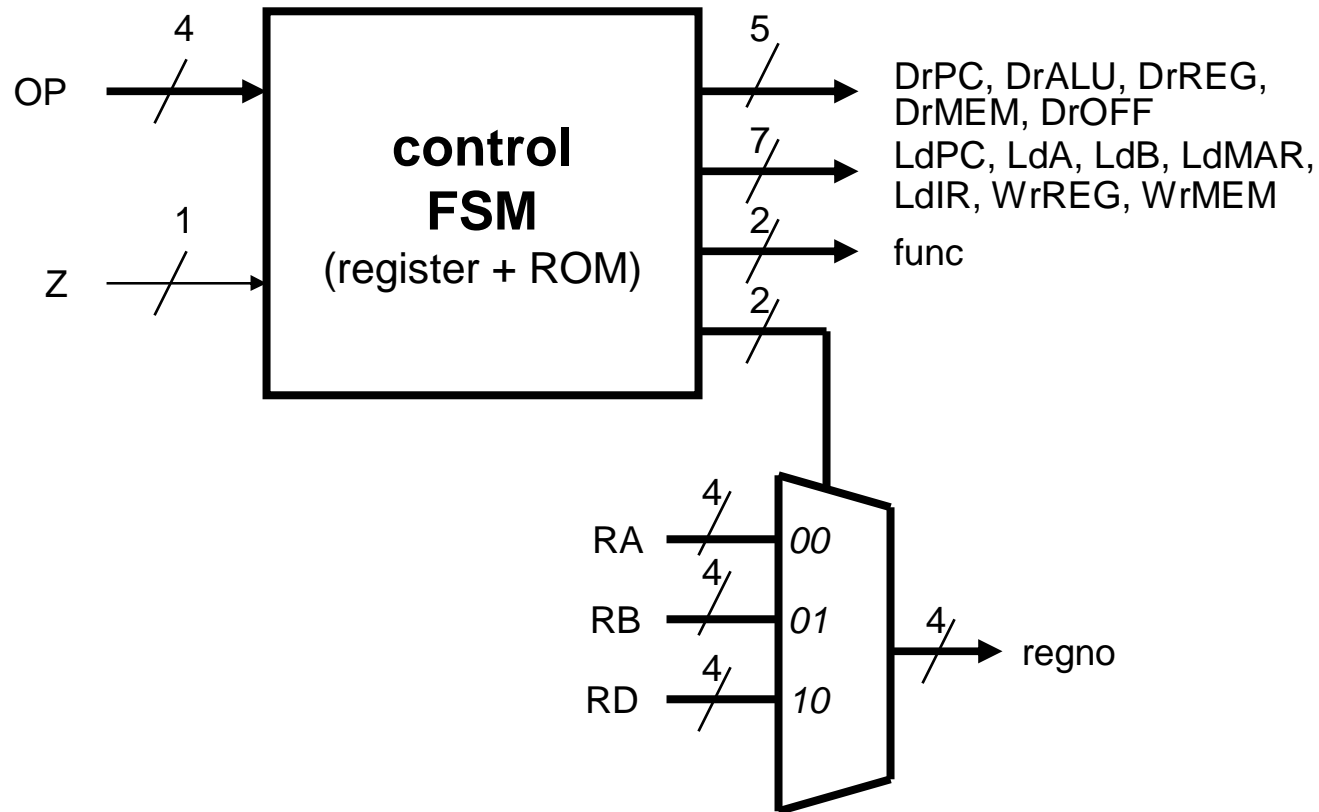 4
OP
1
Z
control
FSM
(register + ROM)
5
DrPC, DrALU, DrREG,
DrMEM, DrOFF
7
LdPC, LdA, LdB, LdMAR,
LdIR, WrREG, WrMEM
2
func
2
RA
4
00
RB
4
01
RD
4
10
4
regno